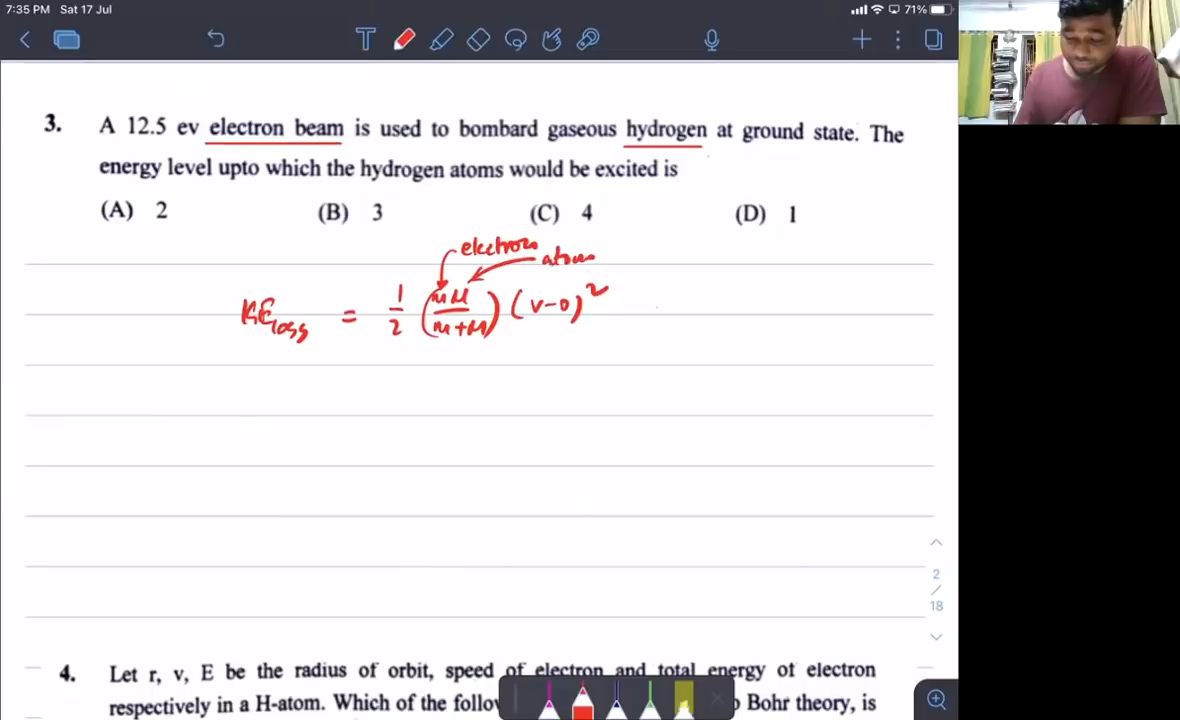 7:35 PM Sat 17 Jul 71%
T
3. A 12.5 ev electron beam is used to bombard gaseous hydrogen at ground state. The
energy level upto which the hydrogen atoms would be excited is
(A) 2 (B) 3 (C) 4 (D) 1
electron
atom
KE loss = 1/2 (mM/m+M) (v-0)²
2
/
18
4. Let r, v, E be the radius of orbit, speed of electron and total energy of electron
respectively in a H-atom. Which of the follo Bohr theory, is